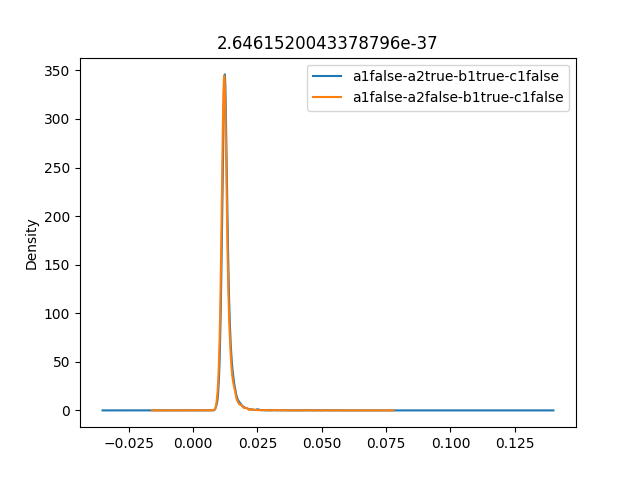 2.6461520043378796e-37
a1false-a2true-b1true-c1false
a1false-a2false-b1true-c1false
Density
350
300
250
200
150
100
50
0
−0.025 0.000 0.025 0.050 0.075 0.100 0.125